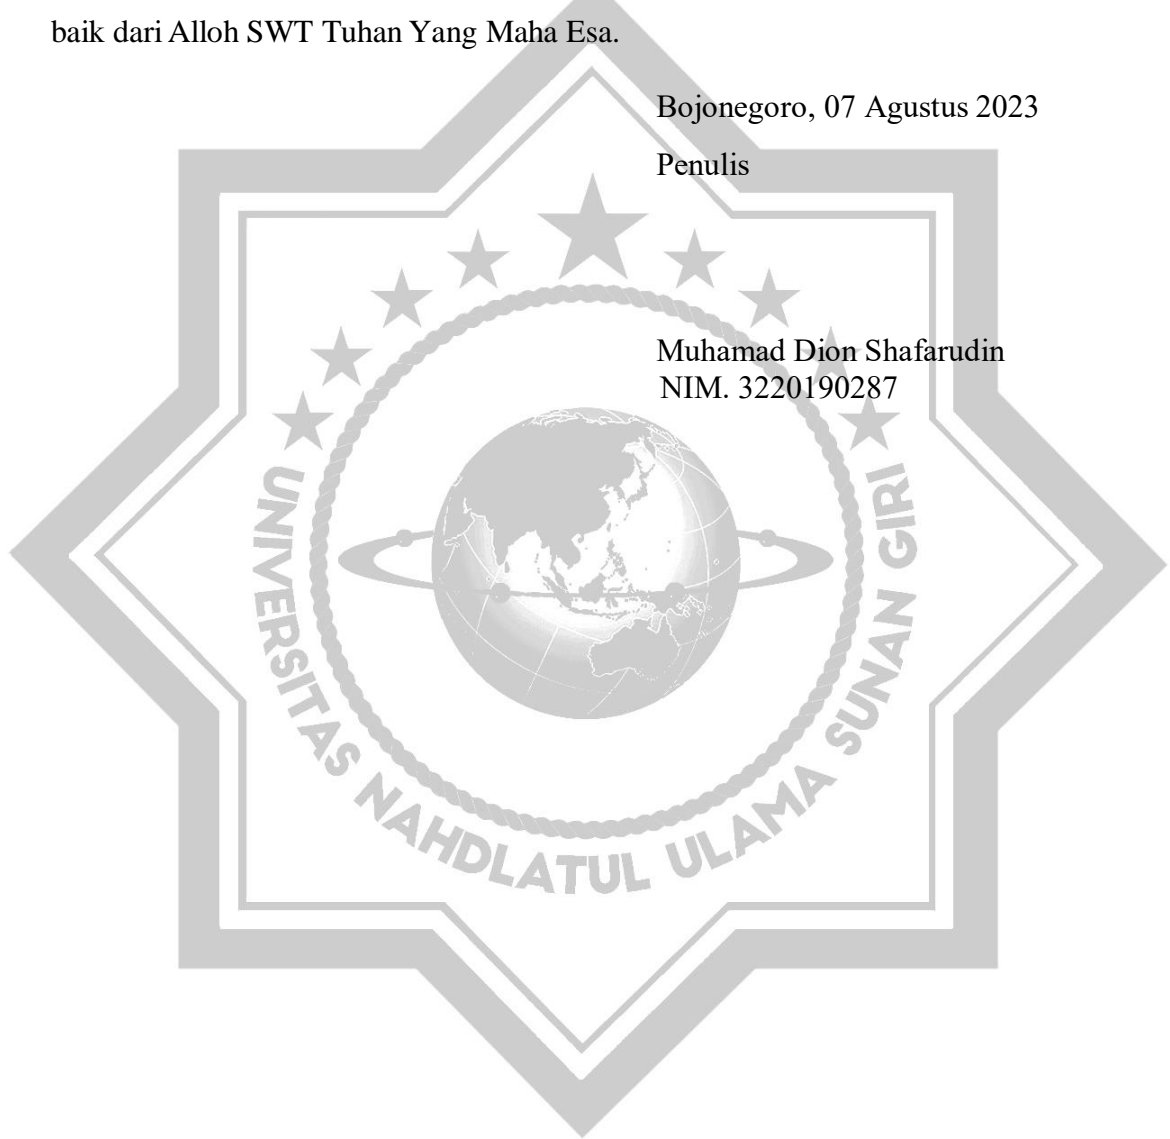 baik dari Alloh SWT Tuhan Yang Maha Esa.
Bojonegoro, 07 Agustus 2023
Penulis
Muhamad Dion Shafarudin
NIM. 3220190287
UNIVERSITAS NAHDLATUL ULAMA SUNAN GIRI